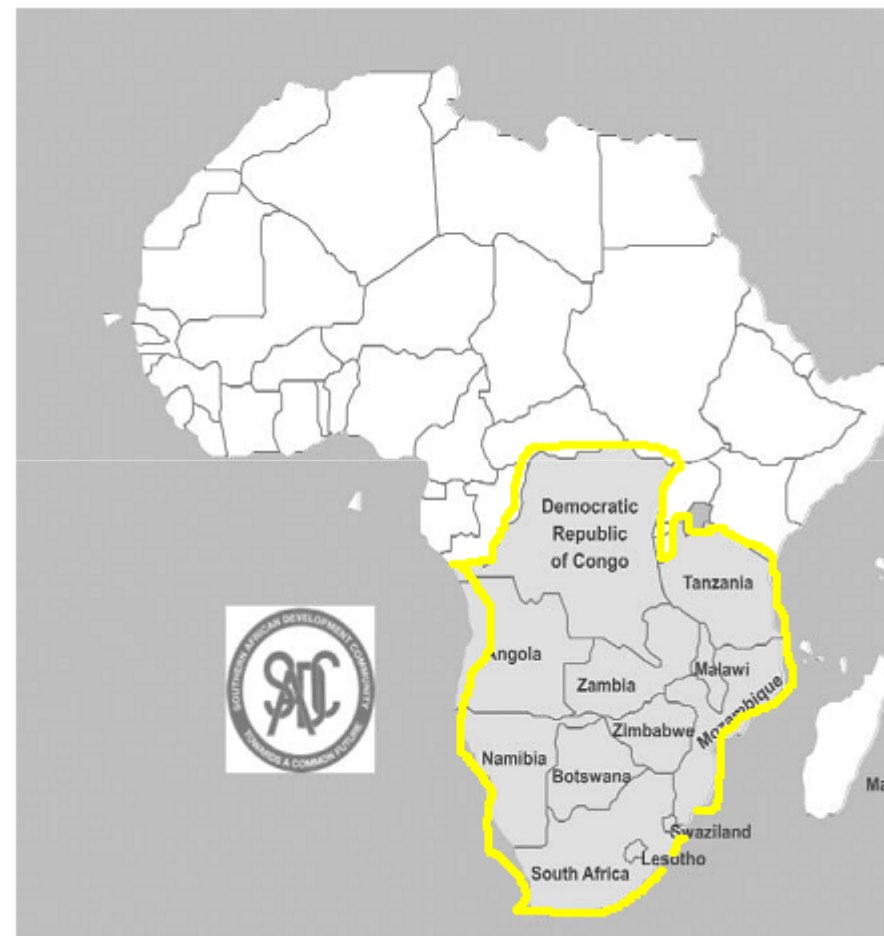 Democratic
Republic
of Congo
Tanzania
Angola
Malawi
Zambia
Mozambique
Zimbabwe
Namibia
Botswana
Ma
Swaziland
Lesotho
South Africa
SOUTHERN AFRICAN DEVELOPMENT COMMUNITY
SADC
TOWARDS A COMMON FUTURE